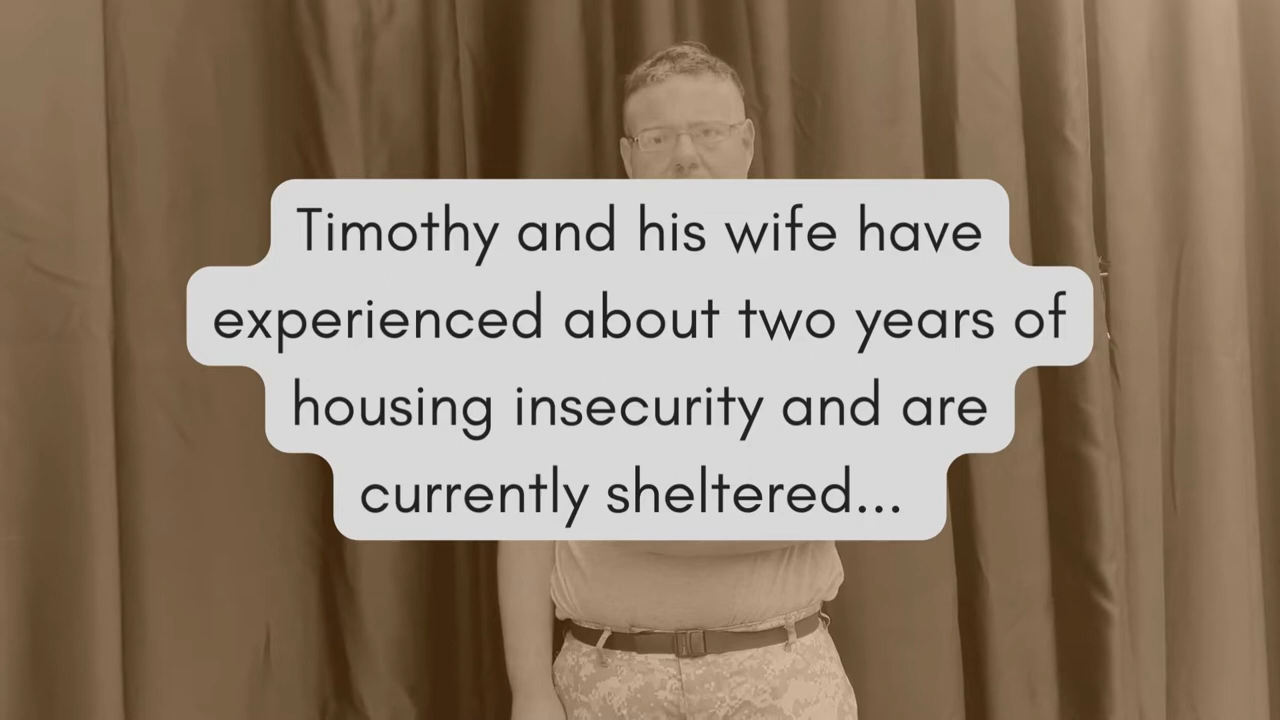 Timothy and his wife have
experienced about two years of
housing insecurity and are
currently sheltered...